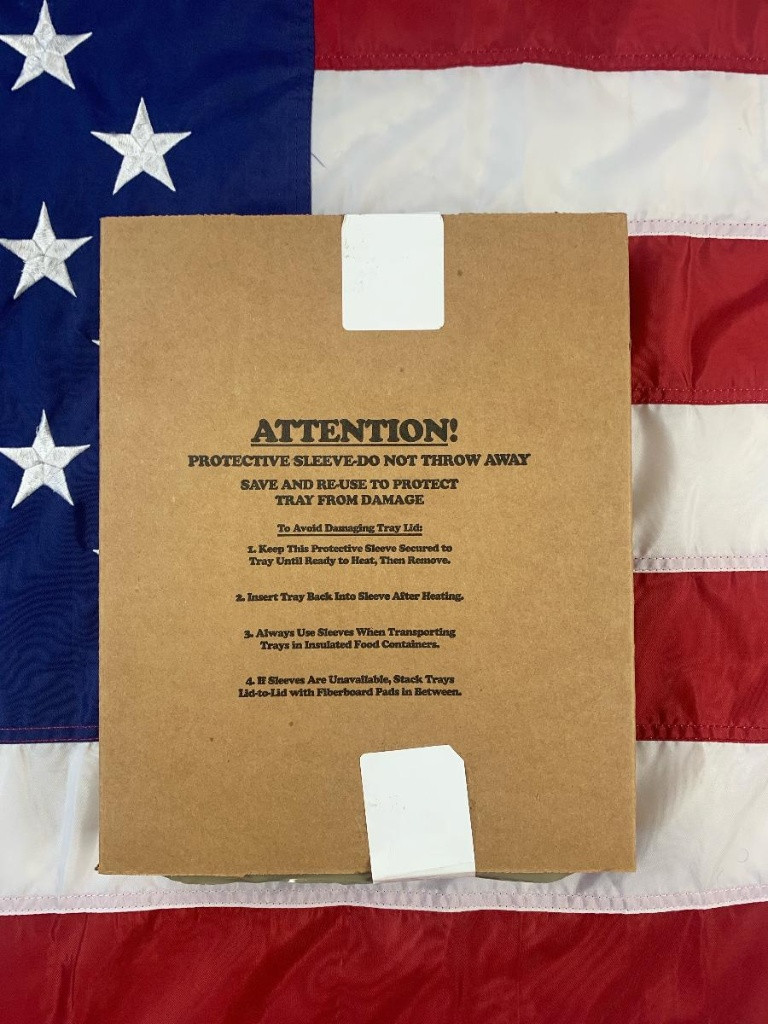 ATTENTION!
PROTECTIVE SLEEVE-DO NOT THROW AWAY
SAVE AND RE-USE TO PROTECT
TRAY FROM DAMAGE
To Avoid Damaging Tray Lid:
1. Keep This Protective Sleeve Secured to
Tray Until Ready to Heat, Then Remove.
2. Insert Tray Back Into Sleeve After Heating.
3. Always Use Sleeves When Transporting
Trays in Insulated Food Containers.
4. If Sleeves Are Unavailable, Stack Trays
Lid-to-Lid with Fiberboard Pads in Between.